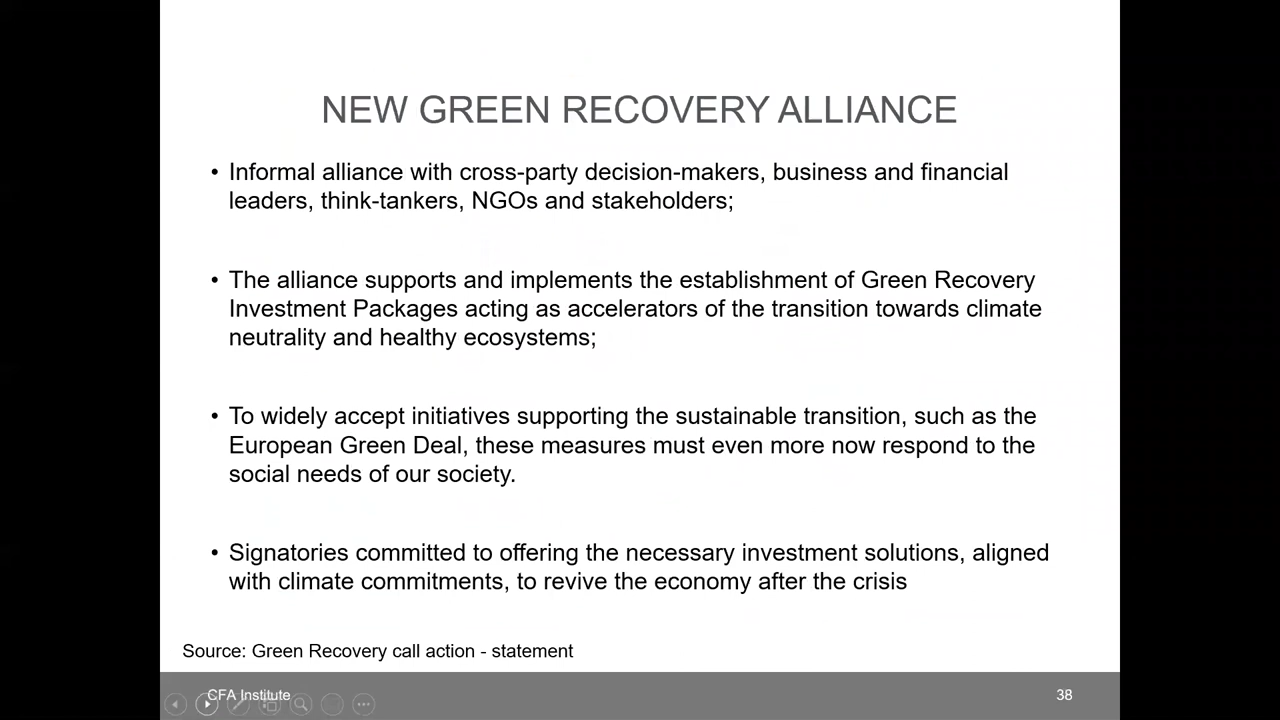 NEW GREEN RECOVERY ALLIANCE
• Informal alliance with cross-party decision-makers, business and financial
leaders, think-tankers, NGOs and stakeholders;
• The alliance supports and implements the establishment of Green Recovery
Investment Packages acting as accelerators of the transition towards climate
neutrality and healthy ecosystems;
• To widely accept initiatives supporting the sustainable transition, such as the
European Green Deal, these measures must even more now respond to the
social needs of our society.
• Signatories committed to offering the necessary investment solutions, aligned
with climate commitments, to revive the economy after the crisis
Source: Green Recovery call action - statement
CFA Institute
38